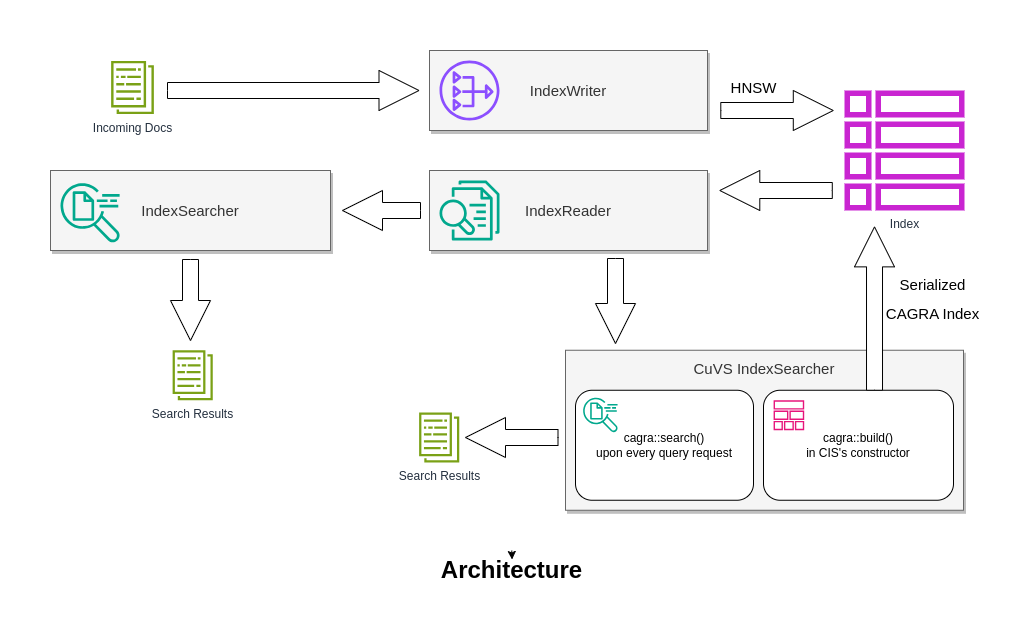 Incoming Docs
IndexWriter
HNSW
Index
IndexSearcher
IndexReader
Serialized
CAGRA Index
Search Results
CuVS IndexSearcher
cagra::search()
upon every query request
cagra::build()
in CIS's constructor
Search Results
Architecture